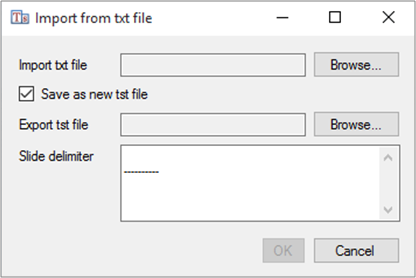 Import from txt file
Import txt file Browse...
Save as new tst file
Export tst file Browse...
Slide delimiter
----------
OK Cancel